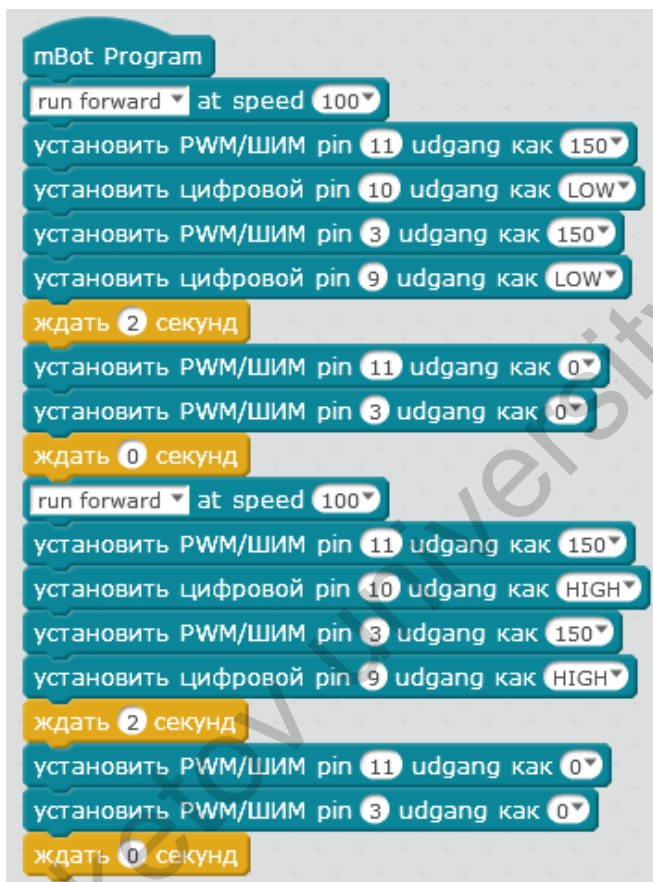 mBot Program
run forward at speed 100
установить PWM/ШИМ pin 11 udgang как 150
установить цифровой pin 10 udgang как LOW
установить PWM/ШИМ pin 3 udgang как 150
установить цифровой pin 9 udgang как LOW
ждать 2 секунд
установить PWM/ШИМ pin 11 udgang как 0
установить PWM/ШИМ pin 3 udgang как 0
ждать 0 секунд
run forward at speed 100
установить PWM/ШИМ pin 11 udgang как 150
установить цифровой pin 10 udgang как HIGH
установить PWM/ШИМ pin 3 udgang как 150
установить цифровой pin 9 udgang как HIGH
ждать 2 секунд
установить PWM/ШИМ pin 11 udgang как 0
установить PWM/ШИМ pin 3 udgang как 0
ждать 0 секунд